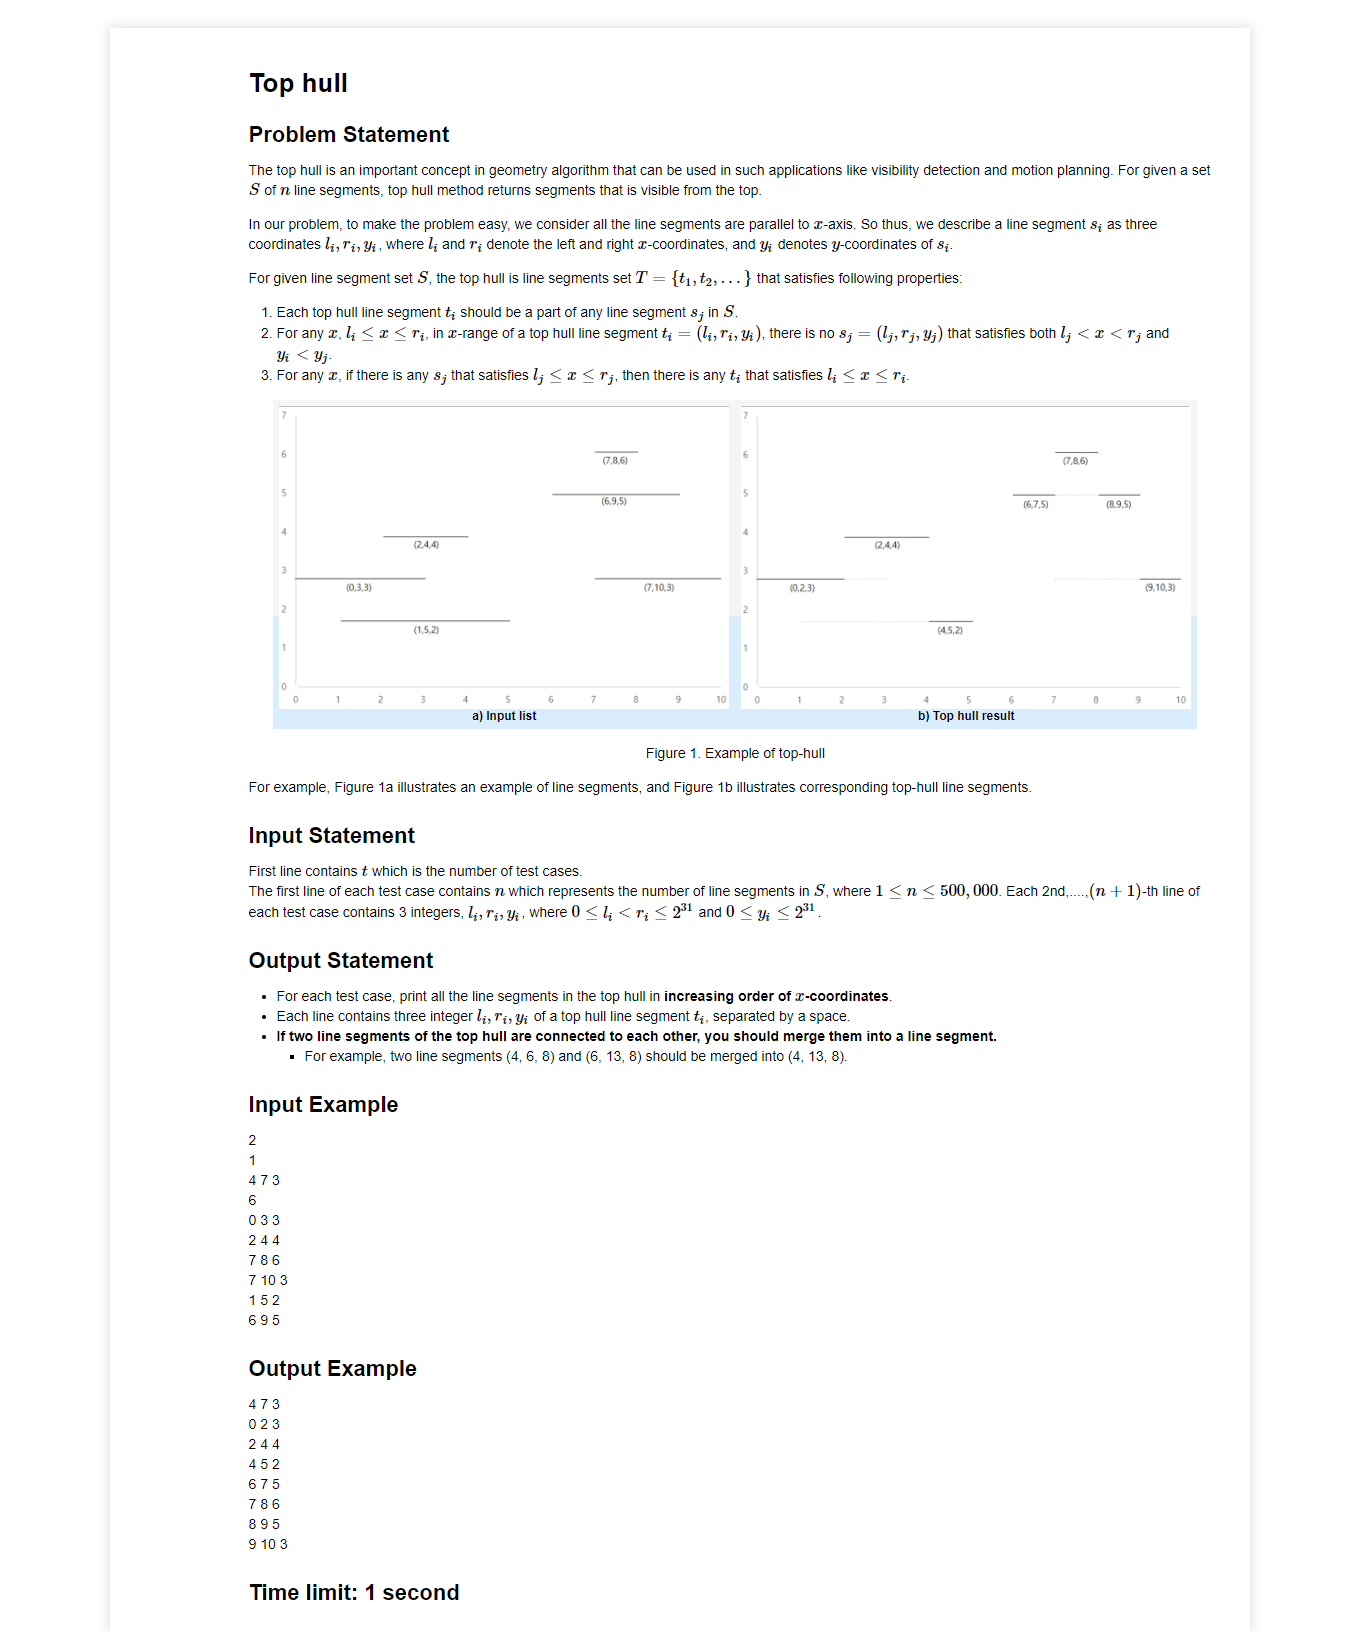 Top hull
Problem Statement
The top hull is an important concept in geometry algorithm that can be used in such applications like visibility detection and motion planning. For given a set
S of n line segments, top hull method returns segments that is visible from the top.
In our problem, to make the problem easy, we consider all the line segments are parallel to x-axis. So thus, we describe a line segment s_i as three
coordinates l_i, r_i, y_i, where l_i and r_i denote the left and right x-coordinates, and y_i denotes y-coordinates of s_i.
For given line segment set S, the top hull is line segments set T = {t_1, t_2, ...} that satisfies following properties:
1. Each top hull line segment t_i should be a part of any line segment s_j in S.
2. For any x, l_i ≤ x ≤ r_i, in x-range of a top hull line segment t_i = (l_i, r_i, y_i), there is no s_j = (l_j, r_j, y_j) that satisfies both l_j < x < r_j and
y_i < y_j.
3. For any x, if there is any s_j that satisfies l_j ≤ x ≤ r_j, then there is any t_i that satisfies l_i ≤ x ≤ r_i.
7
6
5
4
3
2
1
0
(7,8,6)
(6,9,5)
(2,4,4)
(0,3,3)
(7,10,3)
(1,5,2)
0 1 2 3 4 5 6 7 8 9 10
a) Input list
7
6
5
4
3
2
1
0
(7,8,6)
(6,7,5)
(8,9,5)
(2,4,4)
(0,2,3)
(9,10,3)
(4,5,2)
0 1 2 3 4 5 6 7 8 9 10
b) Top hull result
Figure 1. Example of top-hull
For example, Figure 1a illustrates an example of line segments, and Figure 1b illustrates corresponding top-hull line segments.
Input Statement
First line contains t which is the number of test cases.
The first line of each test case contains n which represents the number of line segments in S, where 1 ≤ n ≤ 500,000. Each 2nd,....,(n + 1)-th line of
each test case contains 3 integers, l_i, r_i, y_i, where 0 ≤ l_i < r_i ≤ 2^31 and 0 ≤ y_i ≤ 2^31.
Output Statement
• For each test case, print all the line segments in the top hull in increasing order of x-coordinates.
• Each line contains three integer l_i, r_i, y_i of a top hull line segment t_i, separated by a space.
• If two line segments of the top hull are connected to each other, you should merge them into a line segment.
▪ For example, two line segments (4, 6, 8) and (6, 13, 8) should be merged into (4, 13, 8).
Input Example
2
1
4 7 3
6
0 3 3
2 4 4
7 8 6
7 10 3
1 5 2
6 9 5
Output Example
4 7 3
0 2 3
2 4 4
4 5 2
6 7 5
7 8 6
8 9 5
9 10 3
Time limit: 1 second